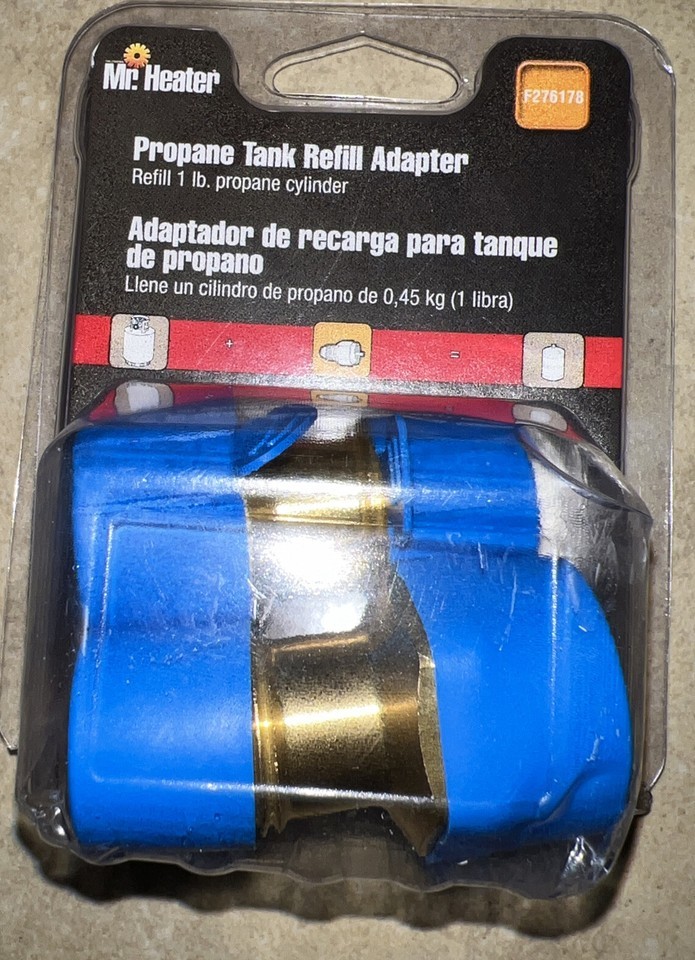 Mr. Heater
F276178
Propane Tank Refill Adapter
Refill 1 lb. propane cylinder
Adaptador de recarga para tanque
de propano
Llene un cilindro de propano de 0,45 kg (1 libra)
+ =